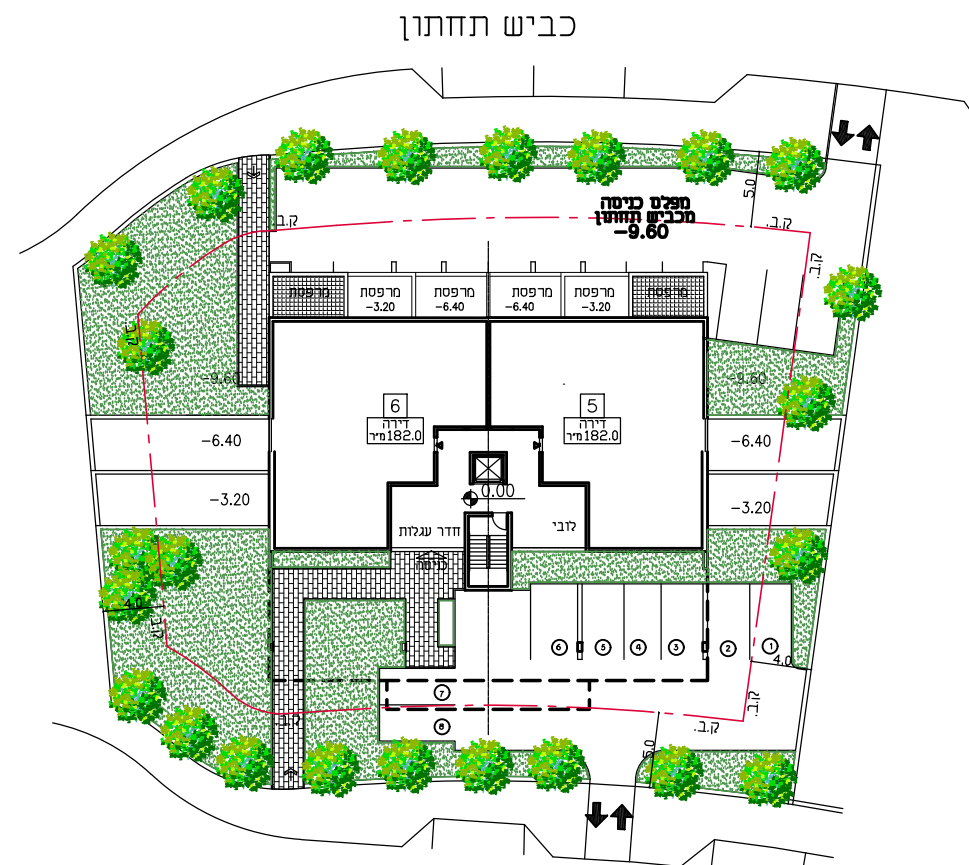 כביש תחתון
5.0
מפלס כניסה
מכביש תחתון
-9.60
ק.ב.
ק.ב.
ק.ב.
מרפסת
מרפסת
-3.20
מרפסת
-6.40
מרפסת
-6.40
מרפסת
-3.20
מרפסת
ק.ב.
-9.60
-9.60
6
דירה
182.0מ"ר
5
דירה
182.0מ"ר
-6.40
-6.40
-3.20
-3.20
0.00
חדר עגלות
לובי
כניסה
4.0
ק.ב.
6
5
4
3
2
1
4.0
7
8
ק.ב.
ק.ב.
ק.ב.
5.0